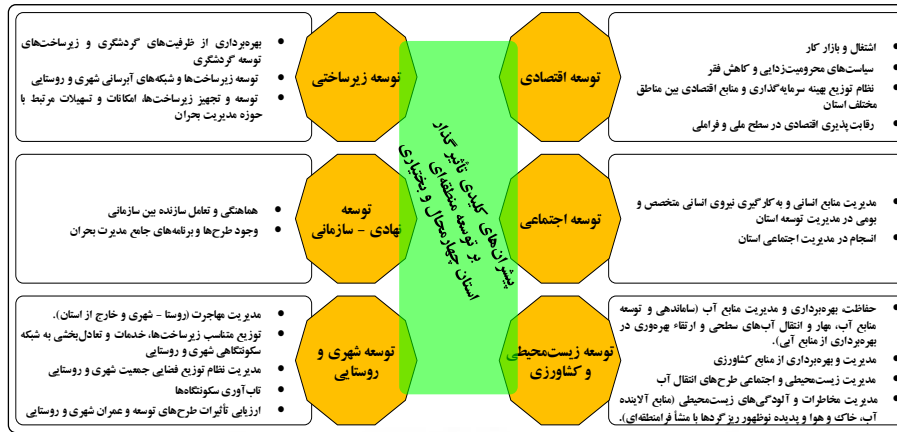 اشتغال و بازار کار
سیاست‌های محرومیت‌زدایی و کاهش فقر
نظام توزیع بهینه سرمایه‌گذاری و منابع اقتصادی بین مناطق
مختلف استان
رقابت‌پذیری اقتصادی در سطح ملی و فراملی
توسعه اقتصادی
توسعه زیرساختی
بهره‌برداری از ظرفیت‌های گردشگری و زیرساخت‌های
توسعه گردشگری
توسعه زیرساخت‌ها و شبکه‌های آبرسانی شهری و روستایی
توسعه و تجهیز زیرساخت‌ها، امکانات و تسهیلات مرتبط با
حوزه مدیریت بحران
پیشران‌های کلیدی تأثیر گذار
بر توسعه منطقه‌ای
استان چهارمحال و بختیاری
مدیریت منابع انسانی و به‌کارگیری نیروی انسانی متخصص و
بومی در مدیریت توسعه استان
انسجام در مدیریت اجتماعی استان
توسعه اجتماعی
توسعه
نهادی - سازمانی
هماهنگی و تعامل سازنده بین سازمانی
وجود طرح‌ها و برنامه‌های جامع مدیرت بحران
حفاظت، بهره‌برداری و مدیریت منابع آب (ساماندهی و توسعه
منابع آب، مهار و انتقال آب‌های سطحی و ارتقاء بهره‌وری در
بهره‌برداری از منابع آبی).
مدیریت و بهره‌برداری از منابع کشاورزی
مدیریت زیست‌محیطی و اجتماعی طرح‌های انتقال آب
مدیریت مخاطرات و آلودگی‌های زیست‌محیطی (منابع آلاینده
آب، خاک و هوا و پدیده نوظهور ریزگردها با منشأ فرامنطقه‌ای).
توسعه زیست‌محیطی
و کشاورزی
توسعه شهری و
روستایی
مدیریت مهاجرت (روستا - شهری و خارج از استان).
توزیع متناسب زیرساخت‌ها، خدمات و تعادل‌بخشی به شبکه
سکونتگاهی شهری و روستایی
مدیریت نظام توزیع فضایی جمعیت شهری و روستایی
تاب‌آوری سکونتگاه‌ها
ارزیابی تأثیرات طرح‌های توسعه و عمران شهری و روستایی